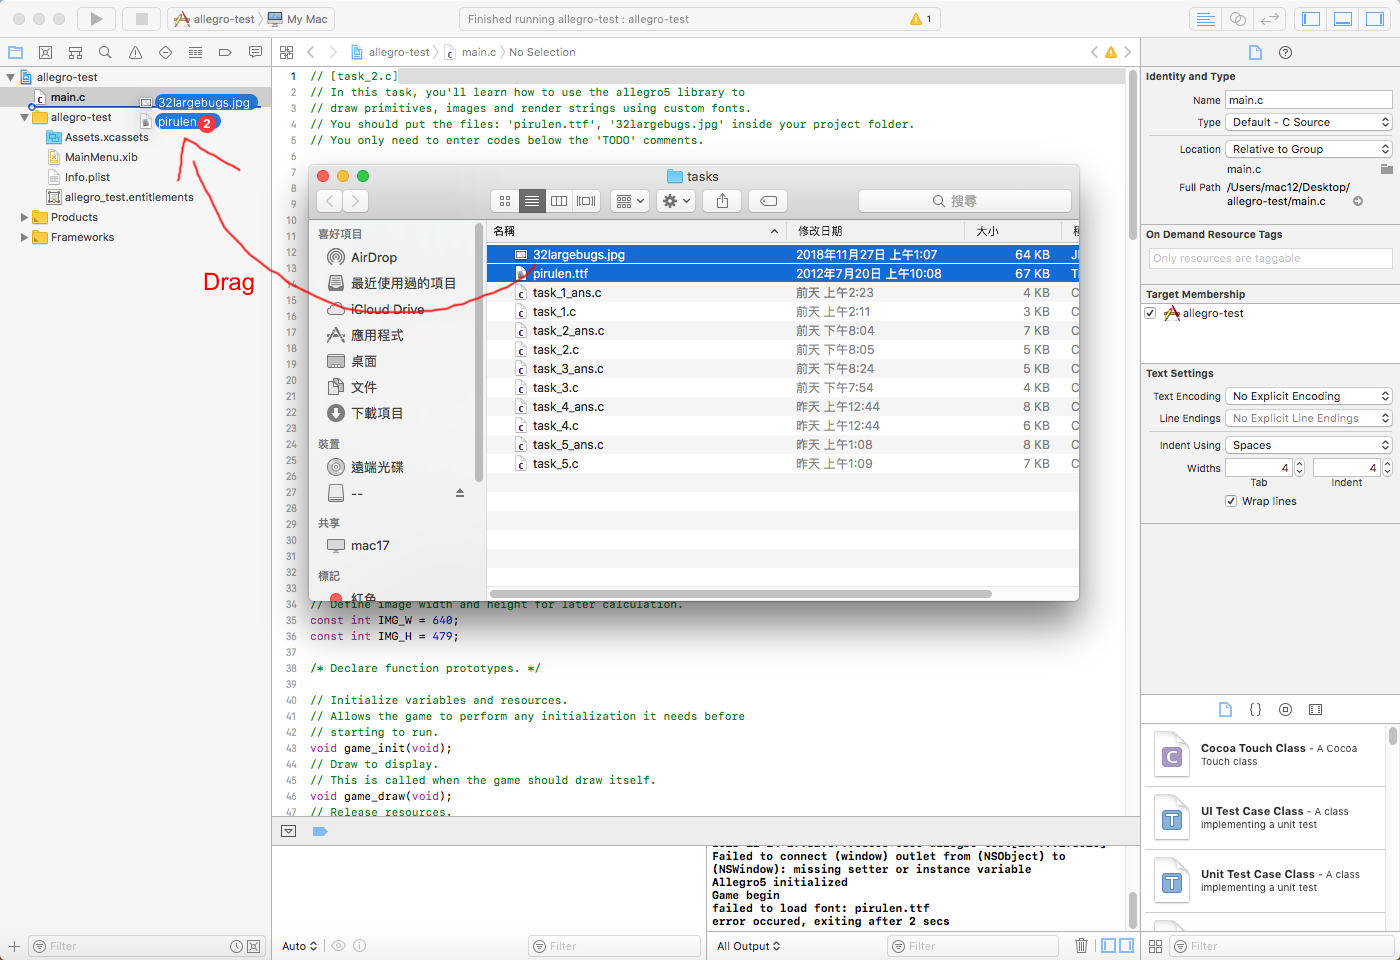 allegro-test
My Mac
Finished running allegro-test : allegro-test
1
allegro-test
main.c
No Selection
allegro-test
main.c
32largebugs.jpg
allegro-test
pirulen
2
Assets.xcassets
MainMenu.xib
Info.plist
allegro_test.entitlements
Products
Frameworks
Drag
Filter
1 // [task_2.c]
2 // In this task, you'll learn how to use the allegro5 library to
3 // draw primitives, images and render strings using custom fonts.
4 // You should put the files: 'pirulen.ttf', '32largebugs.jpg' inside your project folder.
5 // You only need to enter codes below the 'TODO' comments.
6
7
8
9
10
11
12
13
14
15
16
17
18
19
20
21
22
23
24
25
26
27
28
29
30
31
32
33
tasks
搜尋
喜好項目
AirDrop
最近使用過的項目
iCloud Drive
應用程式
桌面
文件
下載項目
裝置
遠端光碟
--
共享
mac17
標記
紅色
名稱 修改日期 大小
32largebugs.jpg 2018年11月27日 上午1:07 64 KB
pirulen.ttf 2012年7月20日 上午10:08 67 KB
task_1_ans.c 前天 上午2:23 4 KB C
task_1.c 前天 上午2:11 3 KB C
task_2_ans.c 前天 下午8:04 7 KB C
task_2.c 前天 下午8:05 5 KB C
task_3_ans.c 前天 下午8:24 5 KB C
task_3.c 前天 下午7:54 4 KB C
task_4_ans.c 昨天 上午12:44 8 KB C
task_4.c 昨天 上午12:44 6 KB C
task_5_ans.c 昨天 上午1:08 8 KB C
task_5.c 昨天 上午1:09 7 KB C
34 // Define image width and height for later calculation.
35 const int IMG_W = 640;
36 const int IMG_H = 479;
37
38 /* Declare function prototypes. */
39
40 // Initialize variables and resources.
41 // Allows the game to perform any initialization it needs before
42 // starting to run.
43 void game_init(void);
44 // Draw to display.
45 // This is called when the game should draw itself.
46 void game_draw(void);
47 // Release resources.
Failed to connect (window) outlet from (NSObject) to
(NSWindow): missing setter or instance variable
Allegro5 initialized
Game begin
failed to load font: pirulen.ttf
error occured, exiting after 2 secs
Auto
Filter
All Output
Filter
Identity and Type
Name main.c
Type Default - C Source
Location Relative to Group
main.c
Full Path /Users/mac12/Desktop/
allegro-test/main.c
On Demand Resource Tags
Only resources are taggable
Target Membership
allegro-test
Text Settings
Text Encoding No Explicit Encoding
Line Endings No Explicit Line Endings
Indent Using Spaces
Widths 4 4
Tab Indent
Wrap lines
C
Cocoa Touch Class - A Cocoa
Touch class
T
UI Test Case Class - A class
implementing a unit test
T
Unit Test Case Class - A class
implementing a unit test
Filter